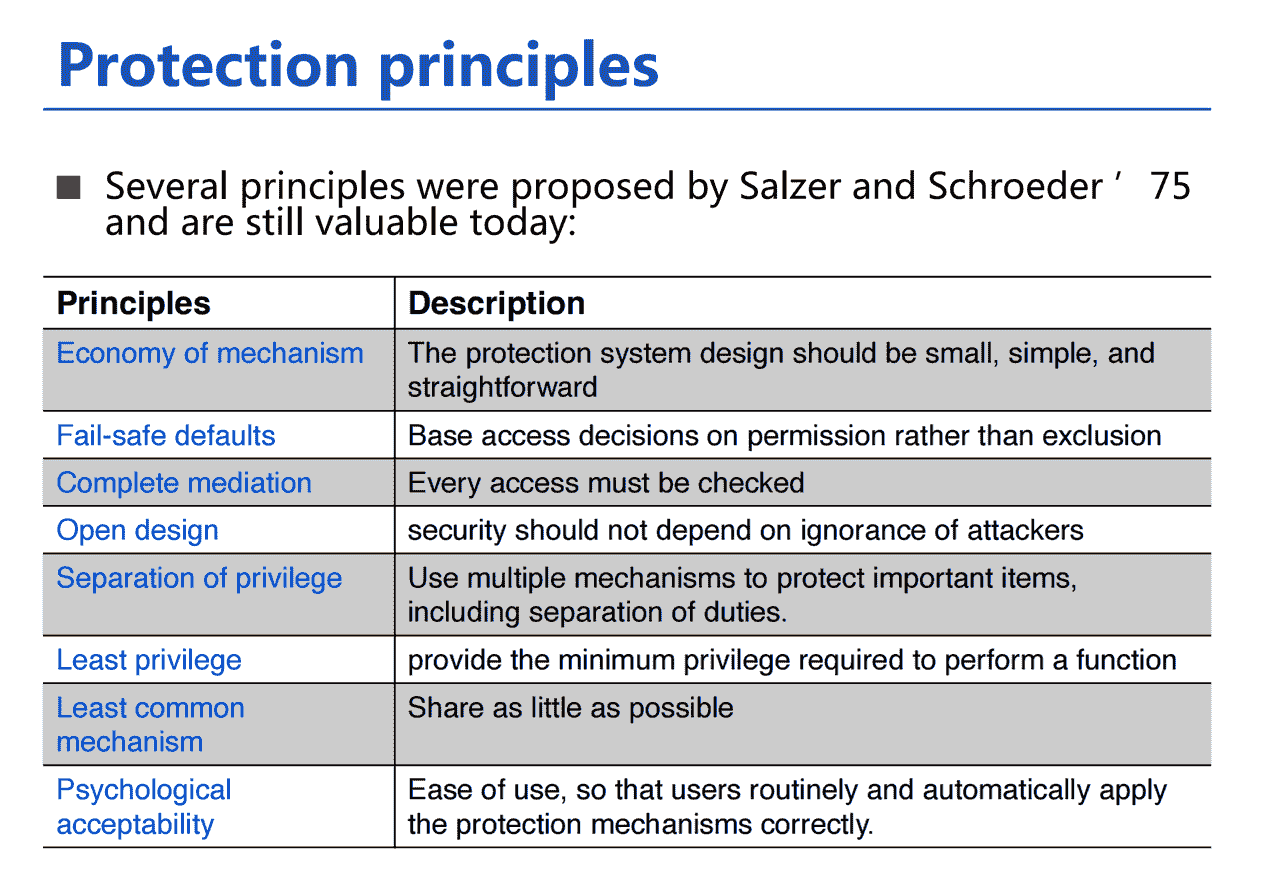 Protection principles
■ Several principles were proposed by Salzer and Schroeder ’ 75
and are still valuable today:
Principles Description
Economy of mechanism The protection system design should be small, simple, and
straightforward
Fail-safe defaults Base access decisions on permission rather than exclusion
Complete mediation Every access must be checked
Open design security should not depend on ignorance of attackers
Separation of privilege Use multiple mechanisms to protect important items,
including separation of duties.
Least privilege provide the minimum privilege required to perform a function
Least common Share as little as possible
mechanism
Psychological Ease of use, so that users routinely and automatically apply
acceptability the protection mechanisms correctly.